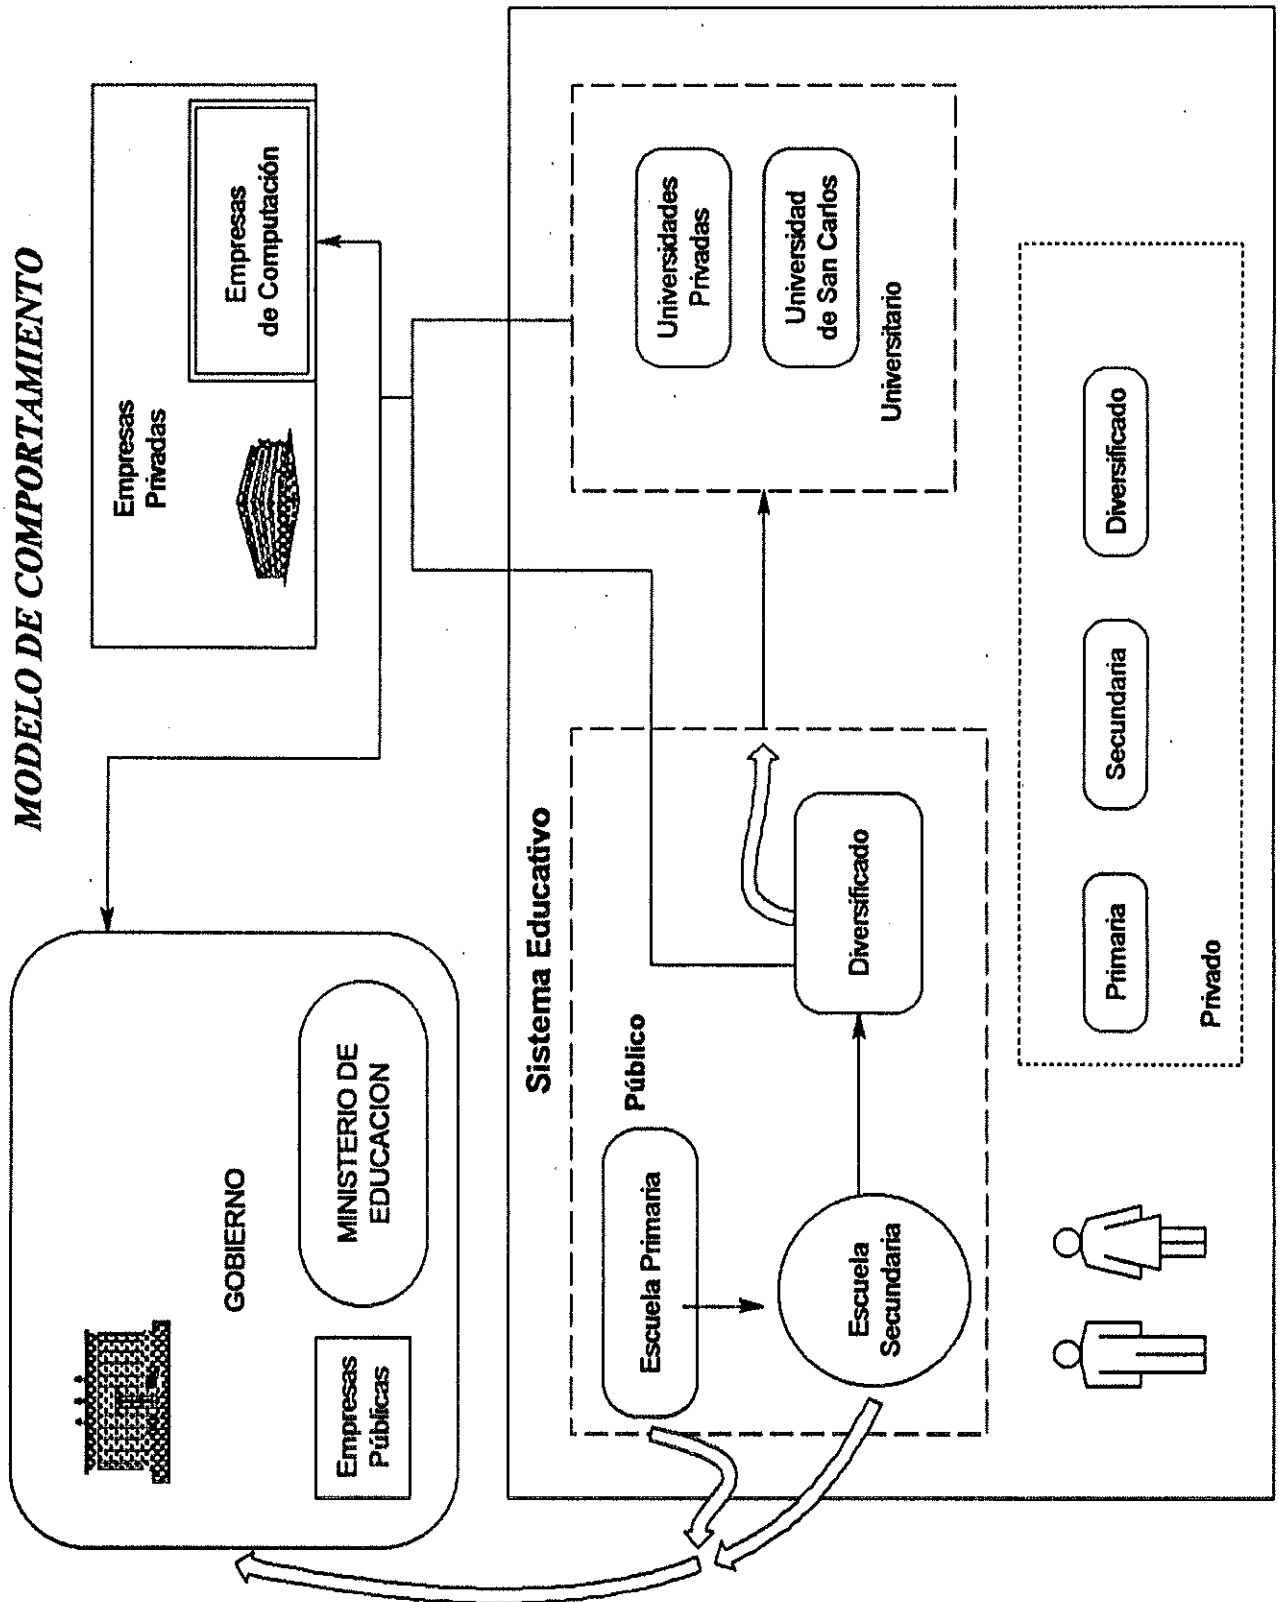 MODELO DE COMPORTAMIENTO
GOBIERNO
Empresas
Públicas
MINISTERIO DE
EDUCACION
Empresas
Privadas
Empresas
de Computación
Sistema Educativo
Público
Escuela Primaria
Escuela
Secundaria
Diversificado
Universidades
Privadas
Universidad
de San Carlos
Universitario
Primaria
Secundaria
Diversificado
Privado